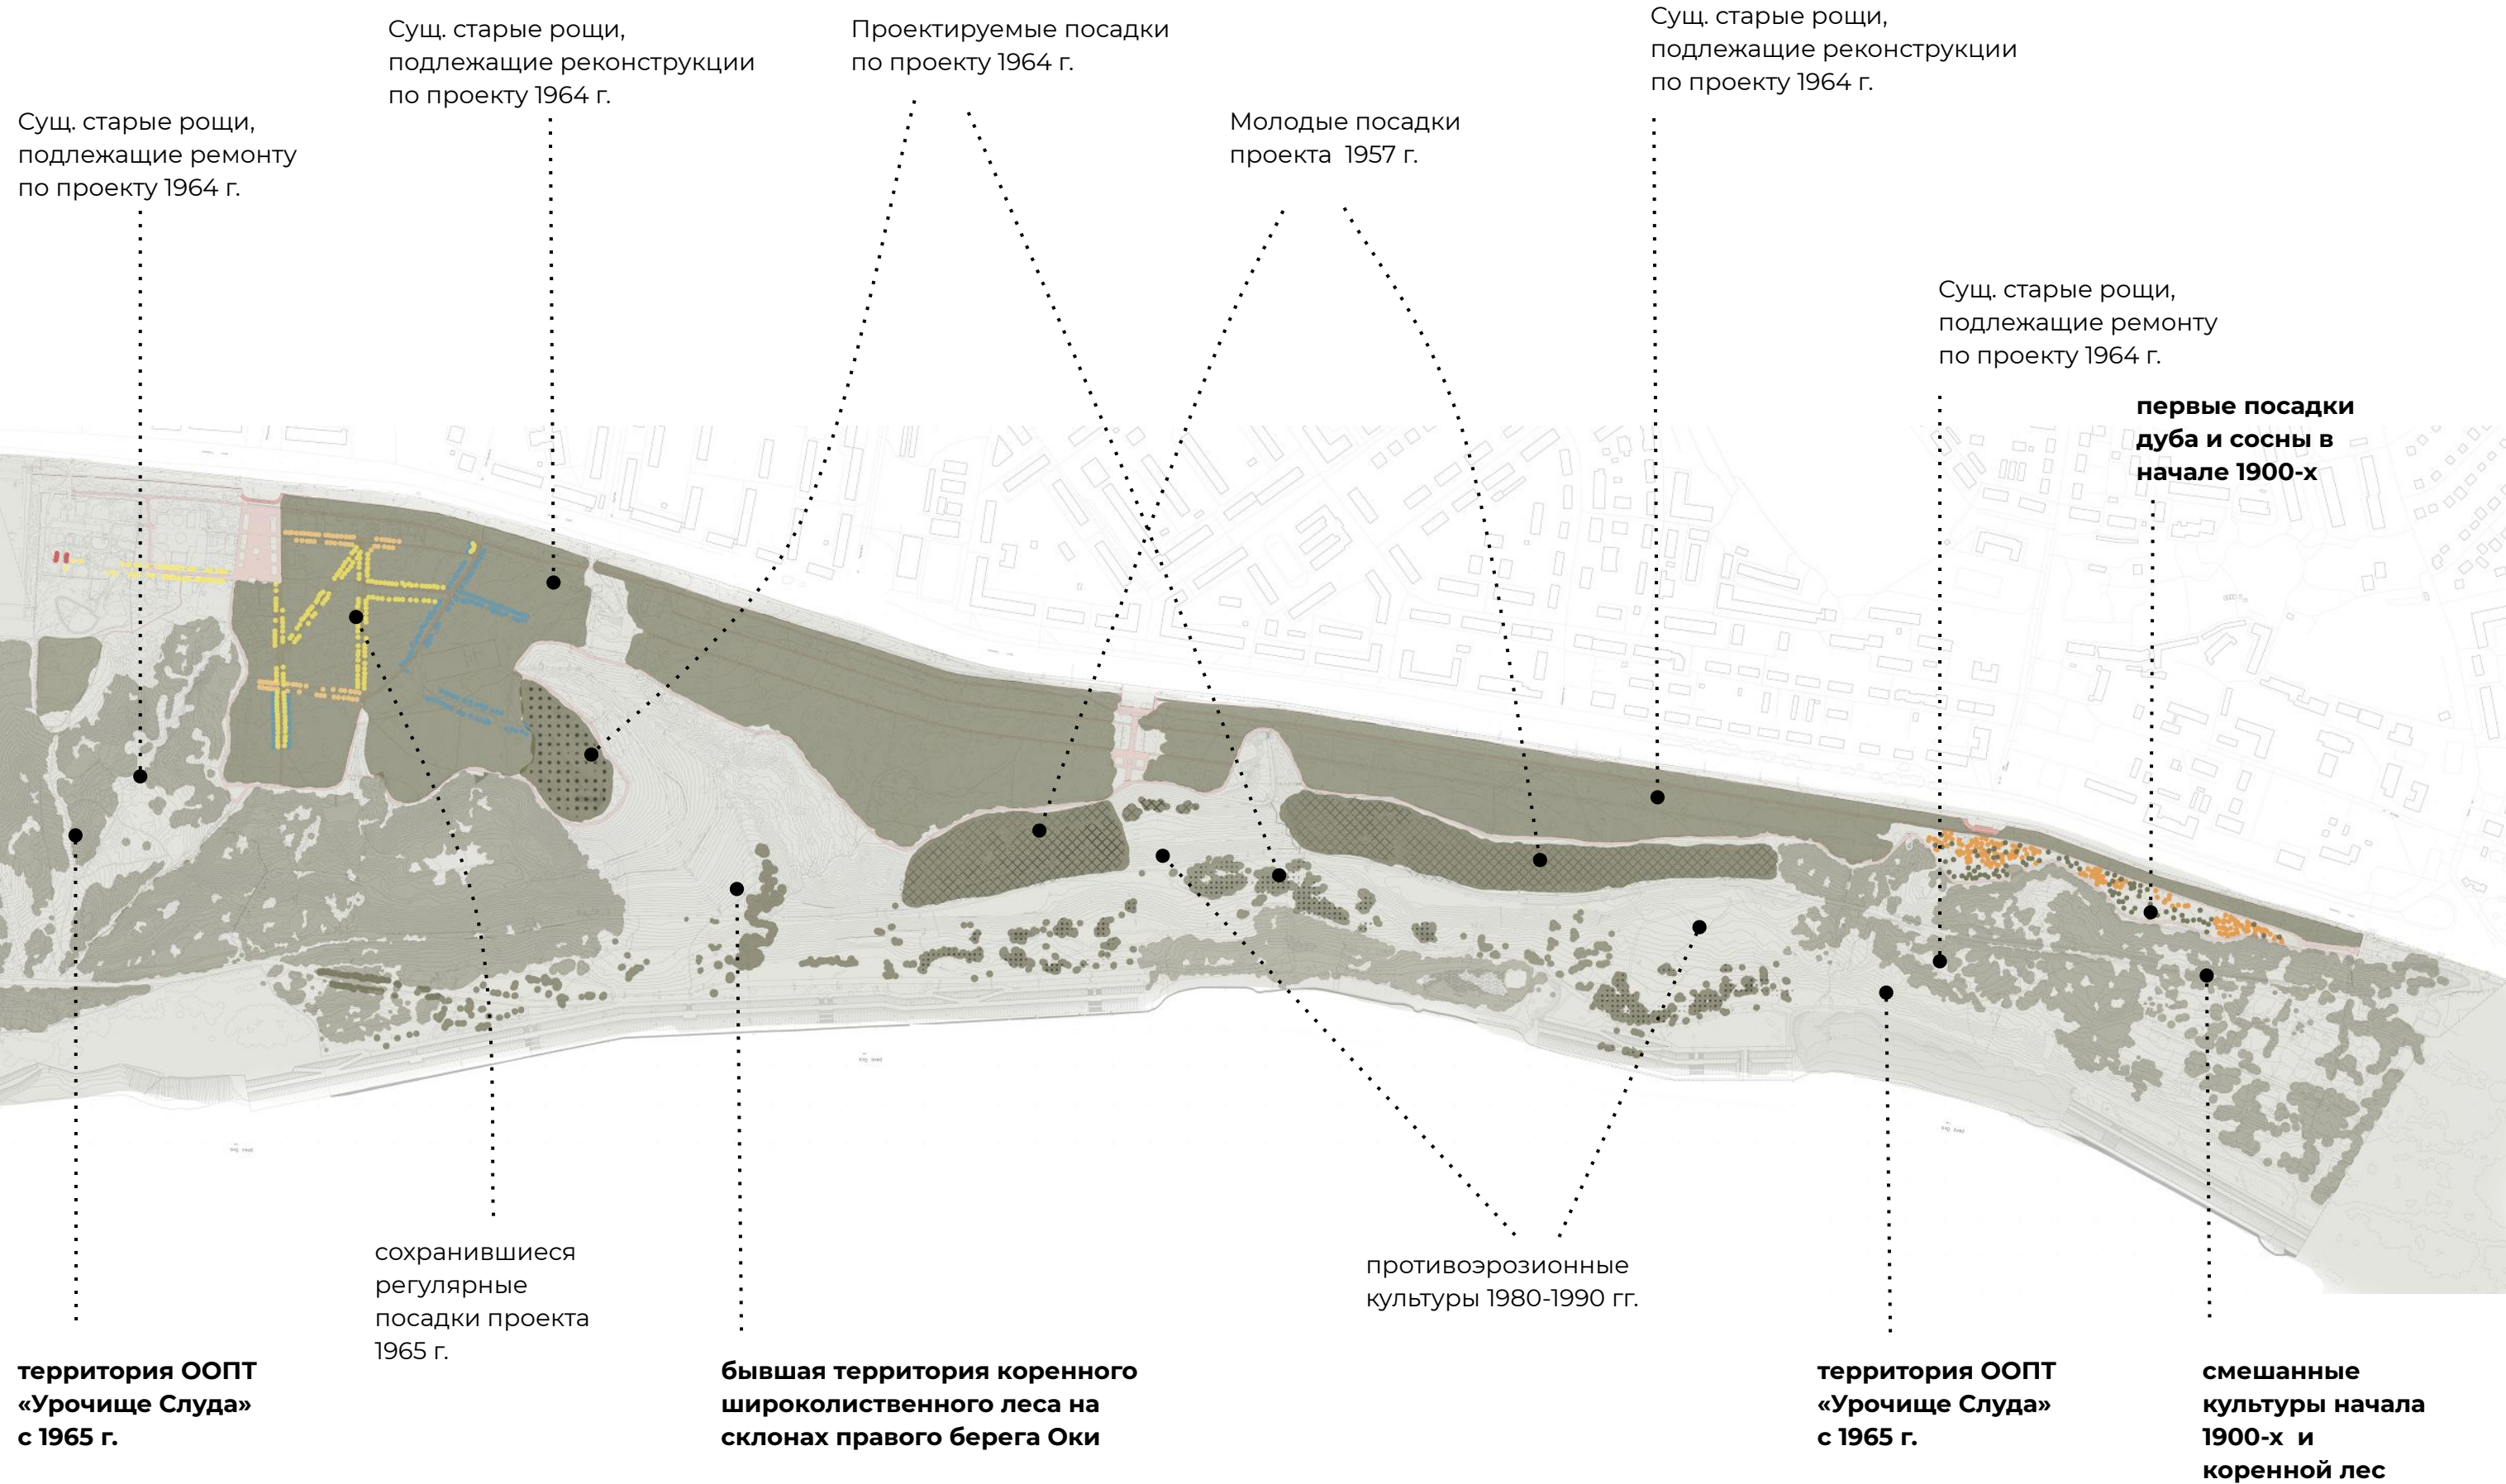 Сущ. старые рощи,
подлежащие ремонту
по проекту 1964 г.
Сущ. старые рощи,
подлежащие реконструкции
по проекту 1964 г.
Проектируемые посадки
по проекту 1964 г.
Молодые посадки
проекта 1957 г.
Сущ. старые рощи,
подлежащие реконструкции
по проекту 1964 г.
Сущ. старые рощи,
подлежащие ремонту
по проекту 1964 г.
первые посадки
дуба и сосны в
начале 1900-х
территория ООПТ
«Урочище Слуда»
с 1965 г.
сохранившиеся
регулярные
посадки проекта
1965 г.
бывшая территория коренного
широколиственного леса на
склонах правого берега Оки
противоэрозионные
культуры 1980-1990 гг.
территория ООПТ
«Урочище Слуда»
с 1965 г.
смешанные
культуры начала
1900-х и
коренной лес